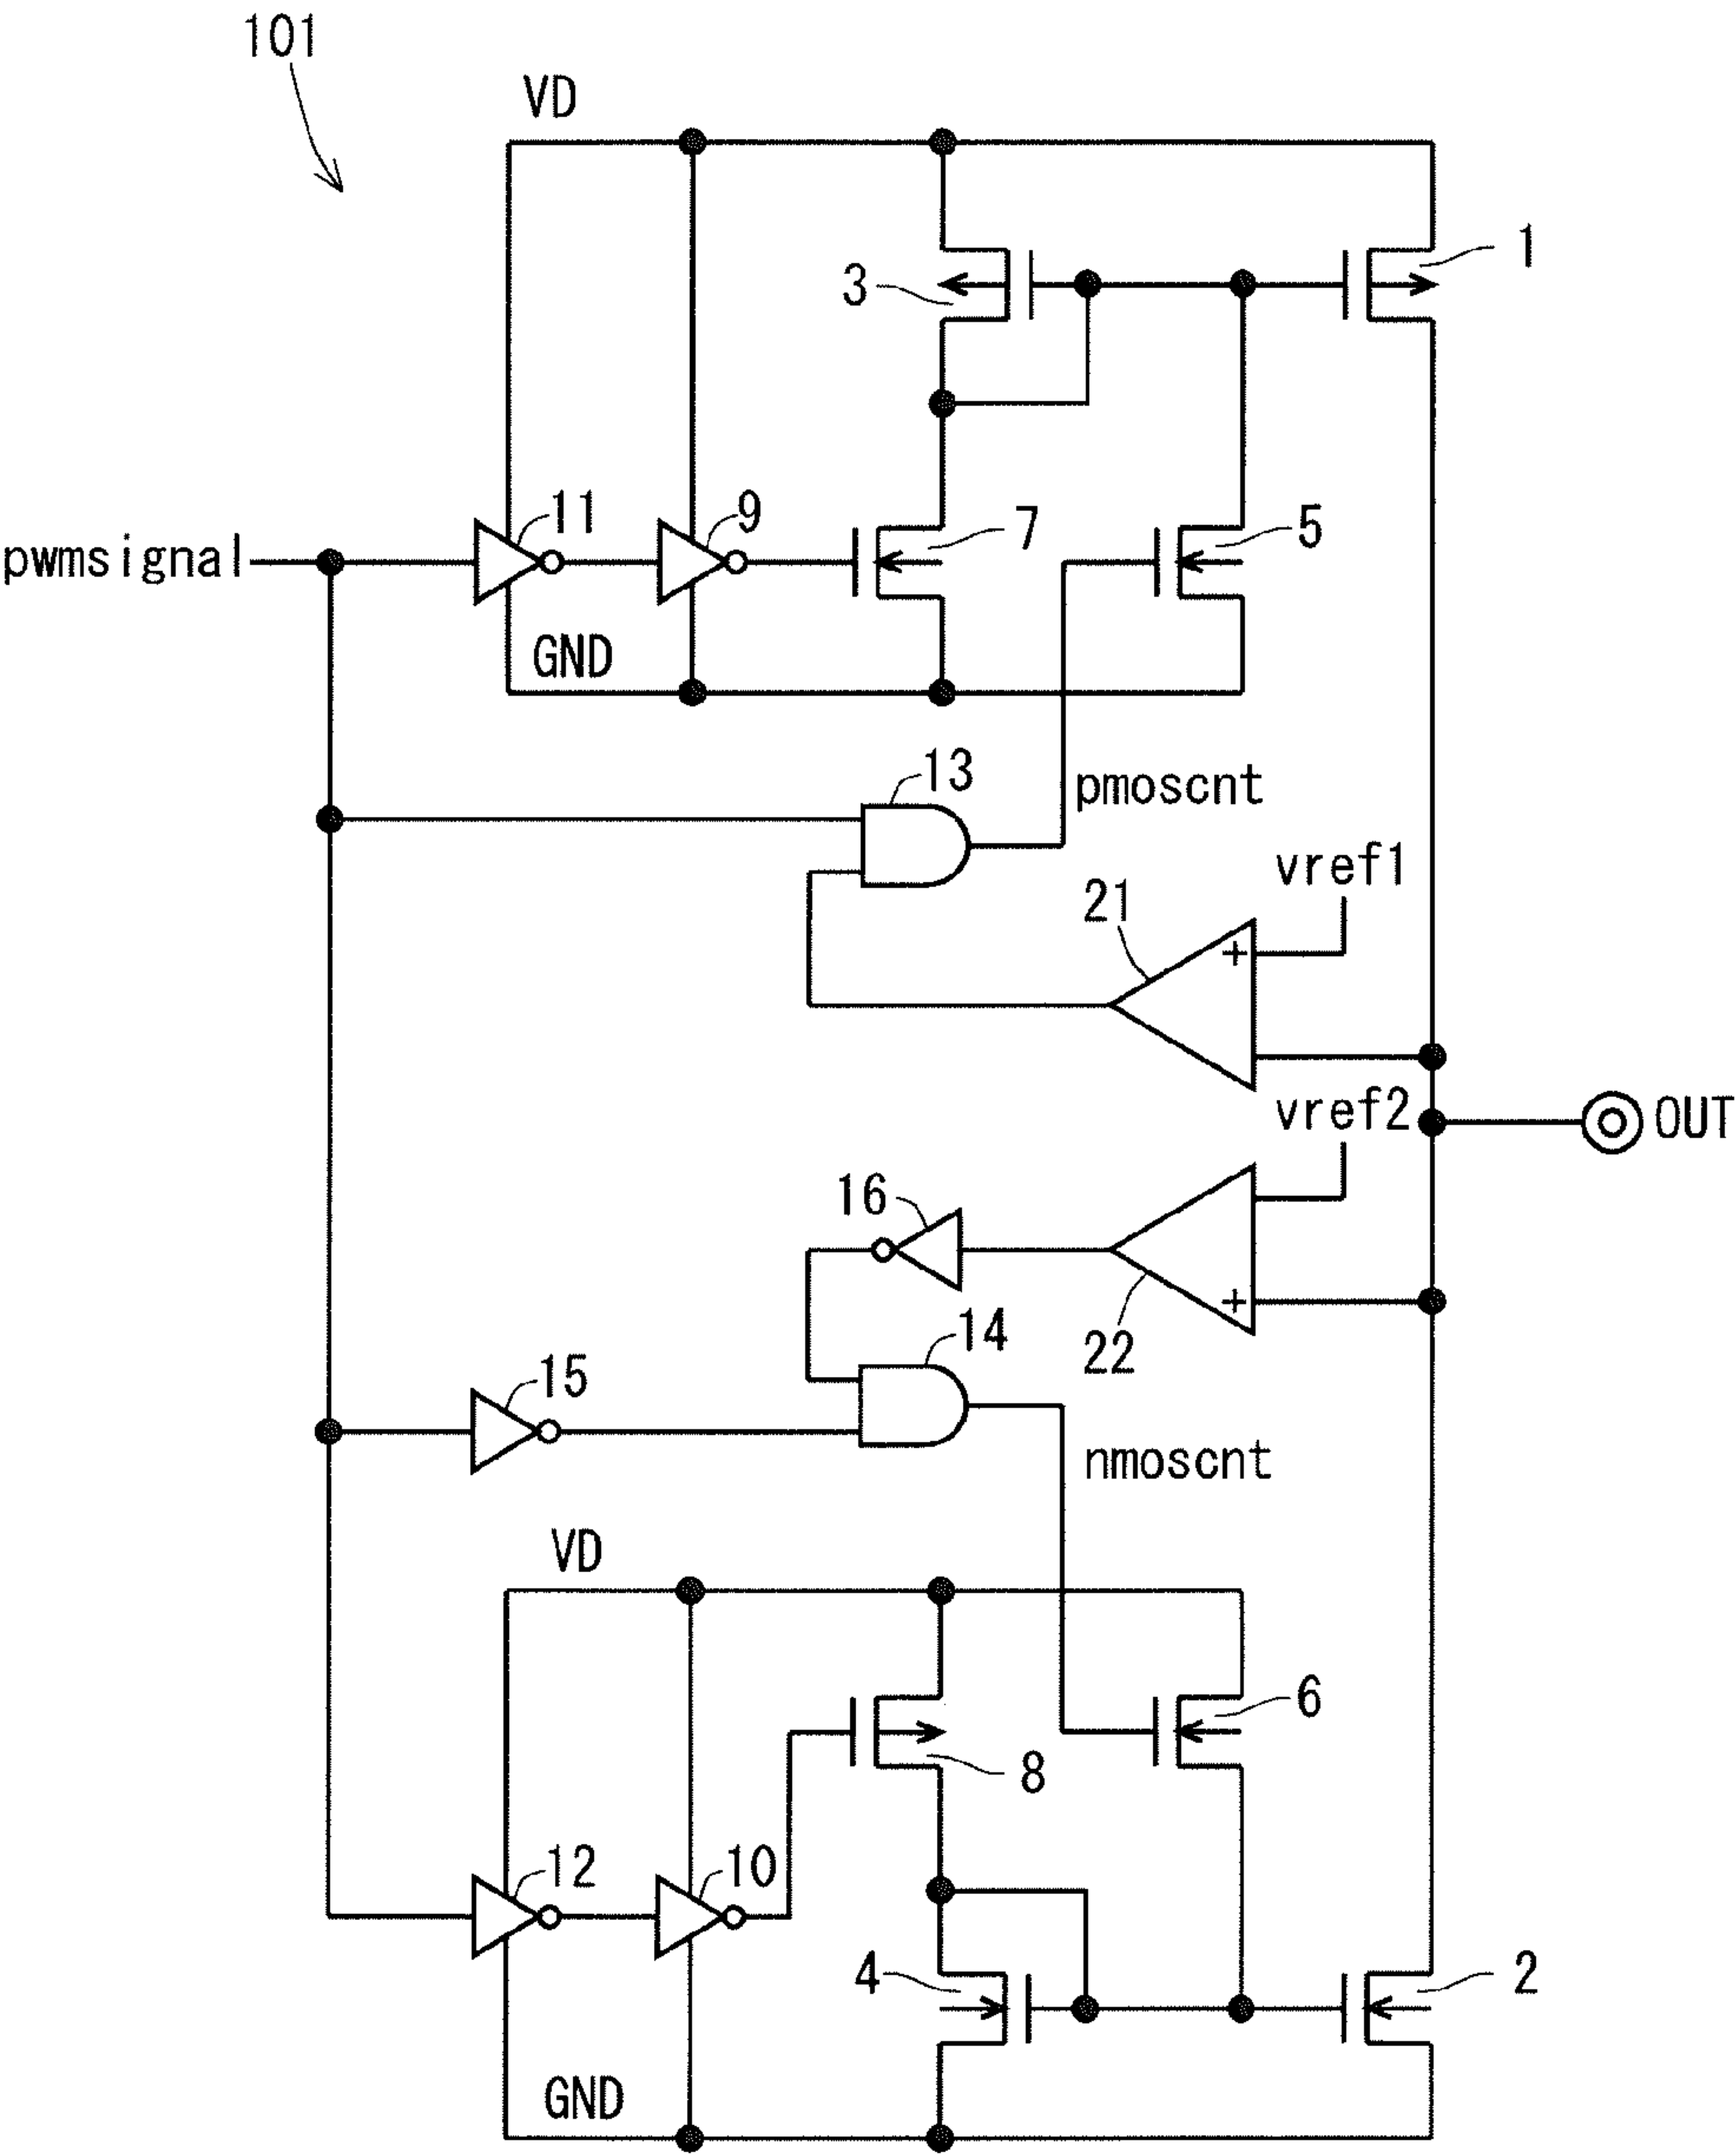 101
VD
3
1
11
9
7
5
pwmsignal
GND
13
pmoscnt
vref1
21
+
vref2
OUT
16
+
22
14
15
nmoscnt
VD
6
8
12
10
4
2
GND